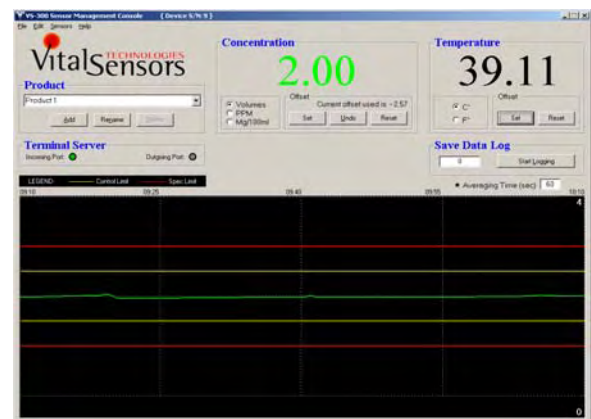 VS-300 Sensor Management Console (Device S/N 9)
File Edit Sensors Help
VitalSensors
TECHNOLOGIES
Product
Product 1
Add Rename Delete
Concentration
2.00
Volumes
PPM
Mg/100ml
Offset
Current offset used is -2.57
Set Undo Reset
Temperature
39.11
C°
F°
Offset
Set Reset
Terminal Server
Incoming Port Outgoing Port
Save Data Log
0 Start Logging
Averaging Time (sec) 60
LEGEND Control Limit Spec Limit
09:10 09:25 09:40 09:55 10:10
4
0